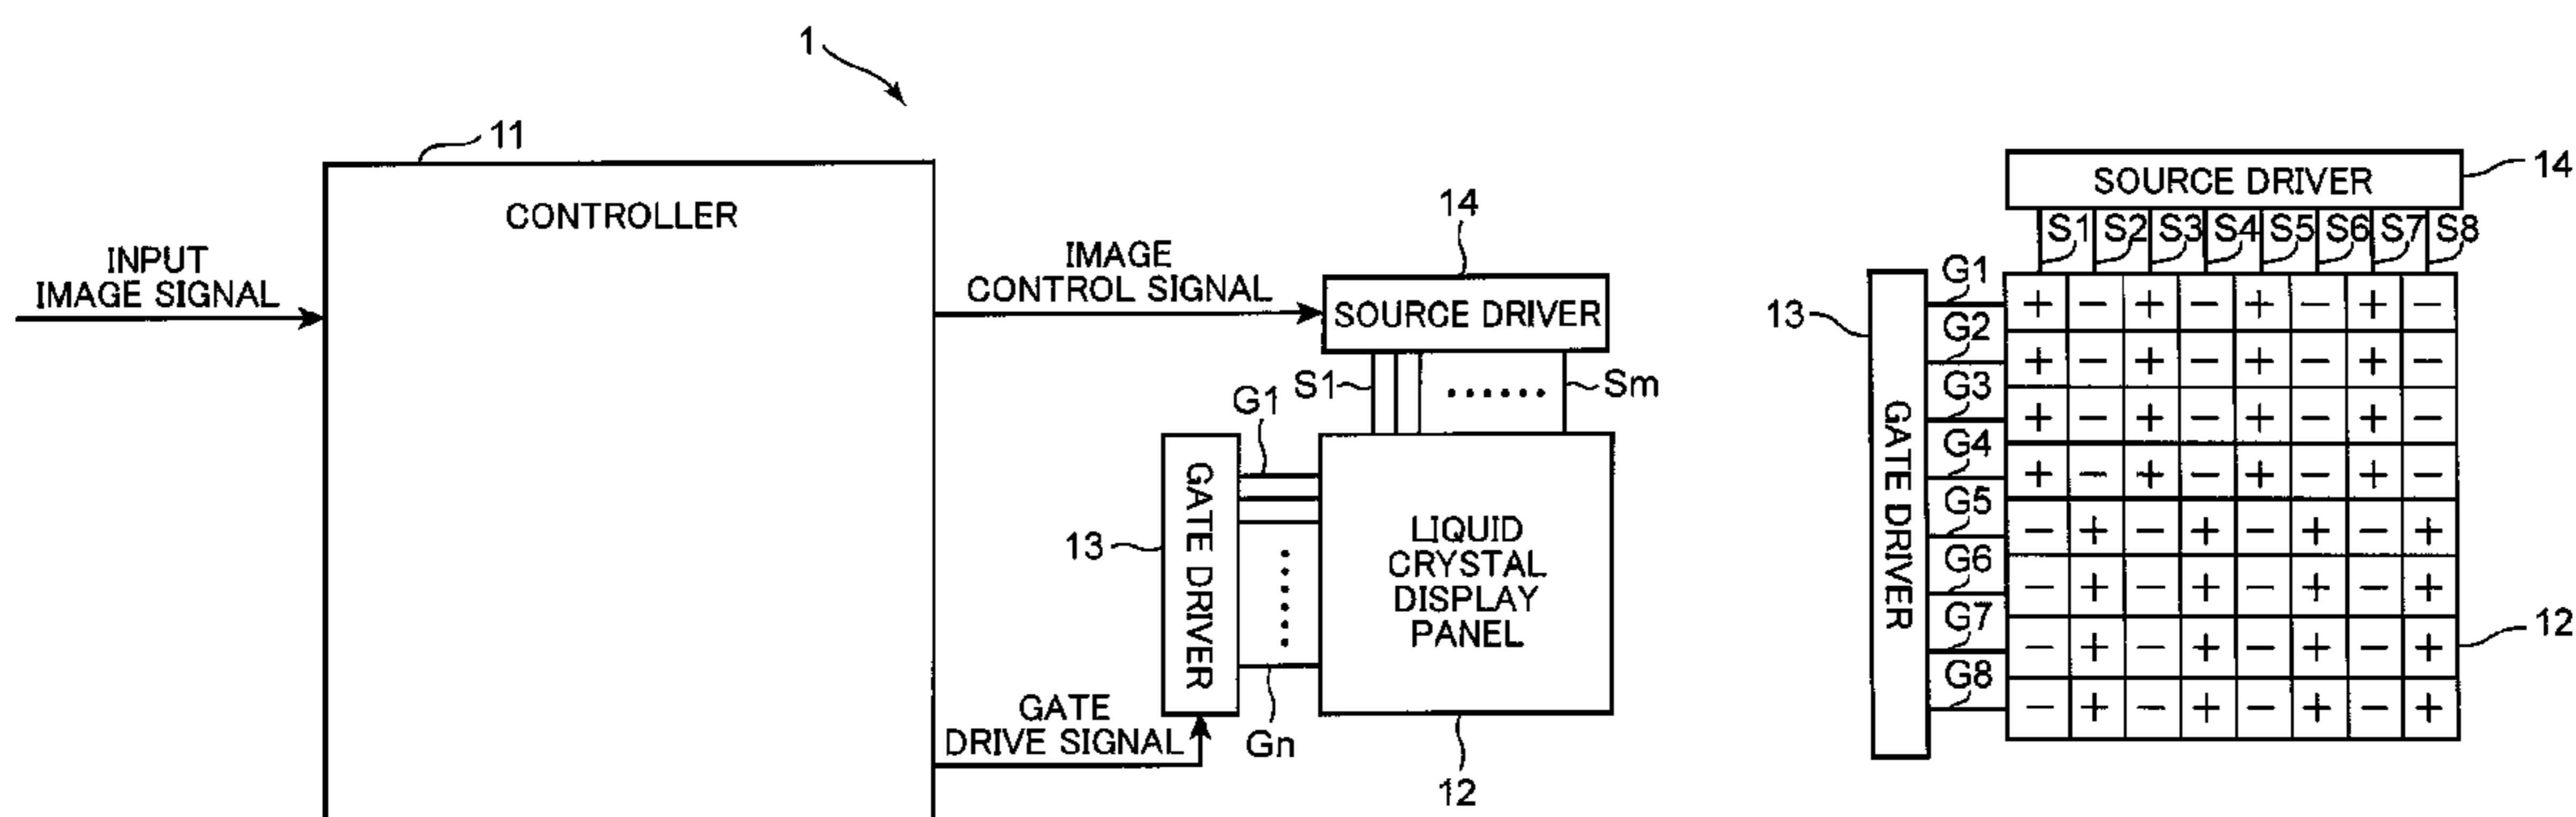 1
11
CONTROLLER
INPUT
IMAGE SIGNAL
IMAGE
CONTROL SIGNAL
14
SOURCE DRIVER
S1
......
Sm
G1
13
GATE DRIVER
LIQUID
CRYSTAL
DISPLAY
PANEL
GATE
DRIVE SIGNAL
Gn
12
SOURCE DRIVER
14
S1 S2 S3 S4 S5 S6 S7 S8
13
GATE DRIVER
G1
G2
G3
G4
G5
G6
G7
G8
+ − + − + − + −
+ − + − + − + −
+ − + − + − + −
+ − + − + − + −
− + − + − + − +
− + − + − + − +
− + − + − + − +
− + − + − + − +
12